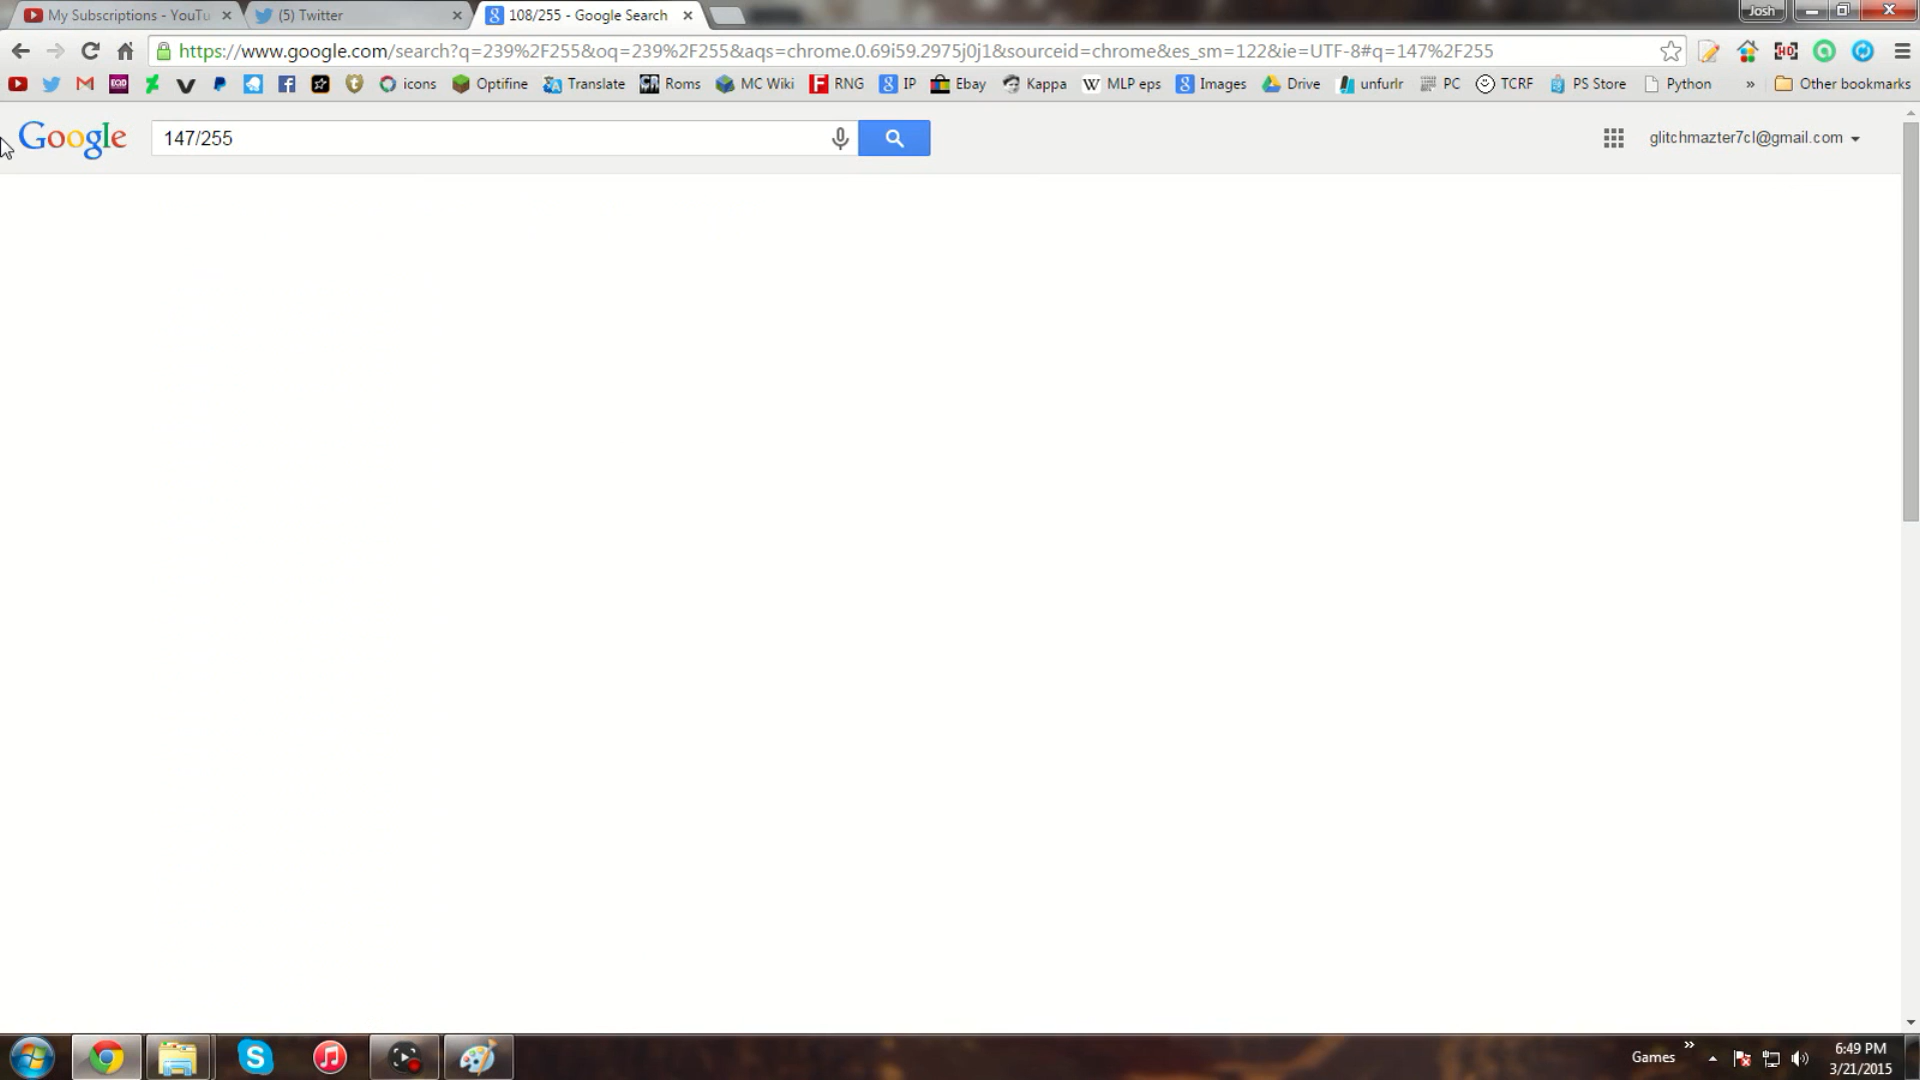 My Subscriptions - YouTu
(5) Twitter
108/255 - Google Search
Josh
https://www.google.com/search?q=239%2F255&oq=239%2F255&aqs=chrome.0.69i59.2975j0j1&sourceid=chrome&es_sm=122&ie=UTF-8#q=147%2F255
icons Optifine Translate Roms MC Wiki RNG IP Ebay Kappa MLP eps Images Drive unfurlr PC TCRF PS Store Python » Other bookmarks
Google
147/255
glitchmazter7cl@gmail.com
Games »
6:49 PM
3/21/2015